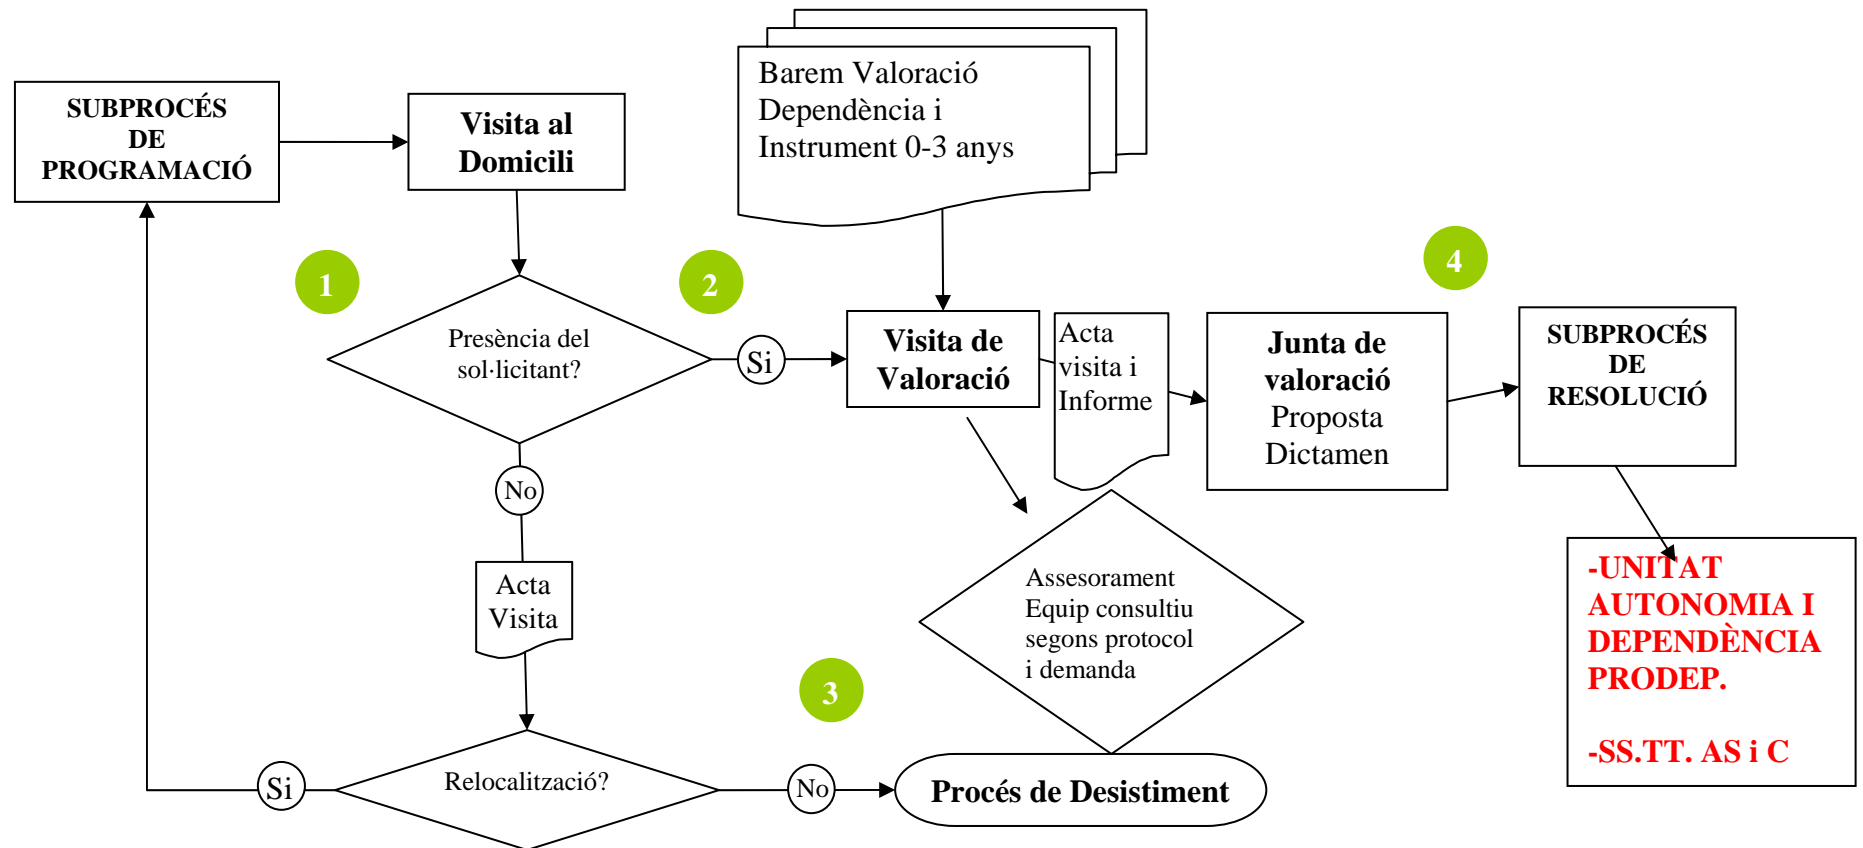 SUBPROCÉS
DE
PROGRAMACIÓ
Visita al
Domicili
Barem Valoració
Dependència i
Instrument 0-3 anys
1
2
4
Presència del
sol·licitant?
Si
Visita de
Valoració
Acta
visita i
Informe
Junta de
valoració
Proposta
Dictamen
SUBPROCÉS
DE
RESOLUCIÓ
No
Acta
Visita
Assesorament
Equip consultiu
segons protocol
i demanda
-UNITAT
AUTONOMIA I
DEPENDÈNCIA
PRODEP.
-SS.TT. AS i C
3
Si
Relocalització?
No
Procés de Desistiment